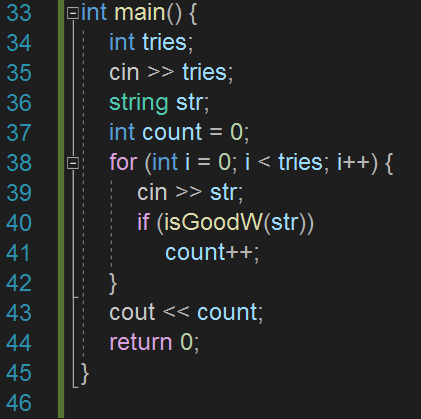 33 int main() {
34 int tries;
35 cin >> tries;
36 string str;
37 int count = 0;
38 for (int i = 0; i < tries; i++) {
39 cin >> str;
40 if (isGoodW(str))
41 count++;
42 }
43 cout << count;
44 return 0;
45 }
46